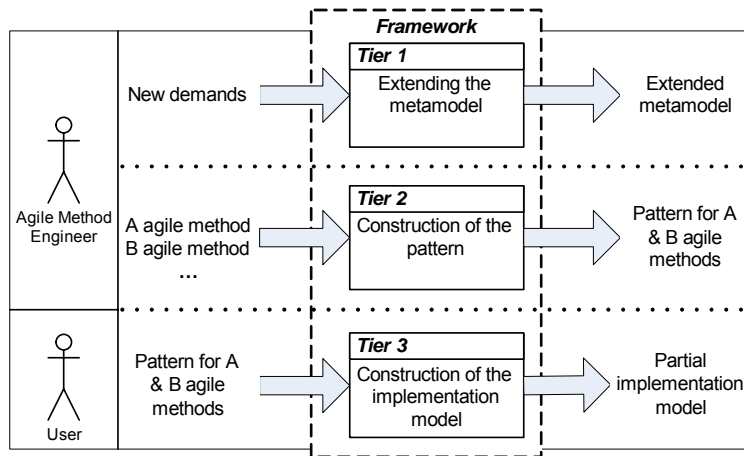 Framework
Tier 1
New demands
Extending the
metamodel
Extended
metamodel
Agile Method
Engineer
Tier 2
A agile method
B agile method
...
Construction of the
pattern
Pattern for A
& B agile
methods
Tier 3
Pattern for A
& B agile
methods
Construction of the
implementation
model
Partial
implementation
model
User